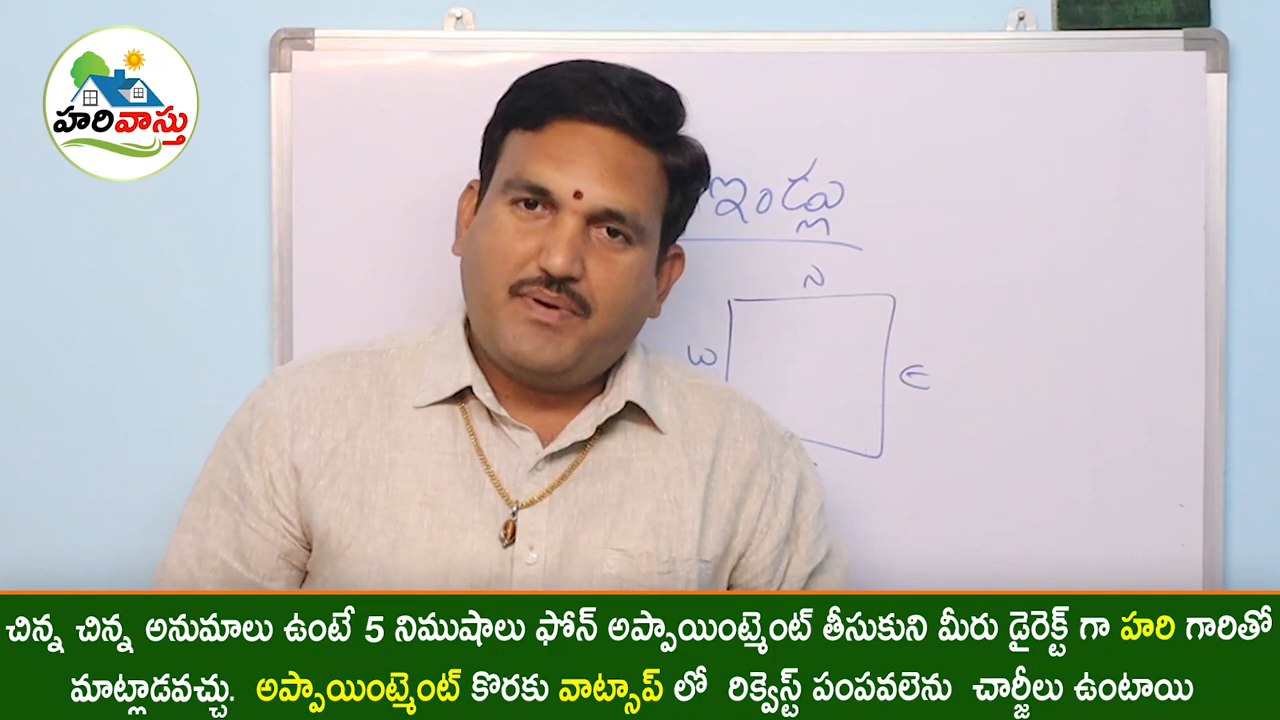 హరివాస్తు
ఇండ్లు
N
W
E
చిన్న చిన్న అనుమాలు ఉంటే 5 నిముషాలు ఫోన్ అప్పాయింట్మెంట్ తీసుకుని మీరు డైరెక్ట్ గా హరి గారితో
మాట్లాడవచ్చు. అప్పాయింట్మెంట్ కొరకు వాట్సాప్ లో రిక్వెస్ట్ పంపవలెను చార్జీలు ఉంటాయి